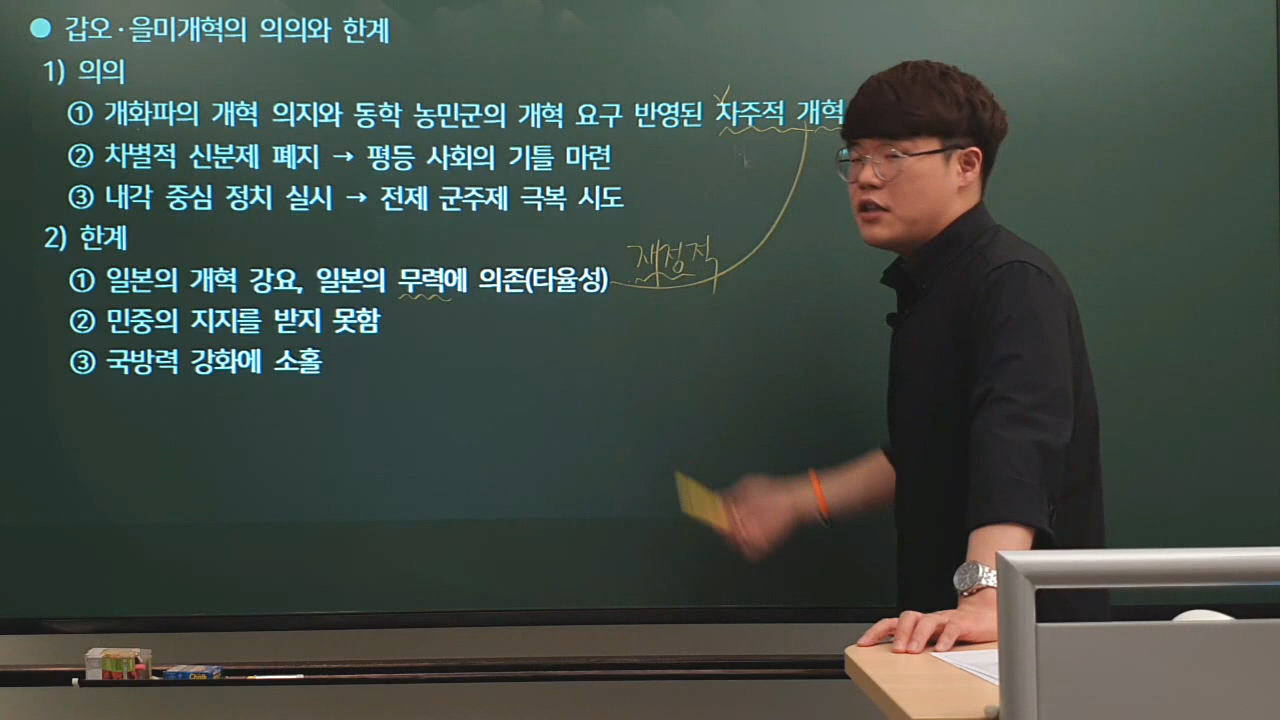 ● 갑오·을미개혁의 의의와 한계
1) 의의
① 개화파의 개혁 의지와 동학 농민군의 개혁 요구 반영된 자주적 개혁
② 차별적 신분제 폐지 → 평등 사회의 기틀 마련
③ 내각 중심 정치 실시 → 전제 군주제 극복 시도
2) 한계
재정적
① 일본의 개혁 강요, 일본의 무력에 의존(타율성)
② 민중의 지지를 받지 못함
③ 국방력 강화에 소홀